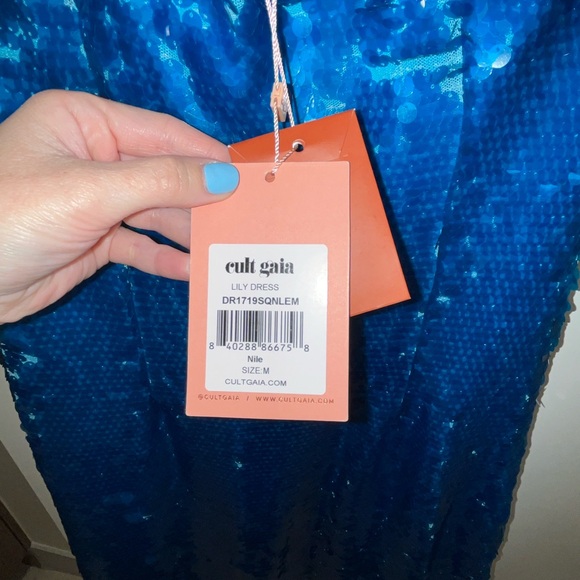 cult gaia
LILY DRESS
DR1719SQNLEM
8 40288 86675 8
Nile
SIZE:M
CULTGAIA.COM
@CULTGAIA / WWW.CULTGAIA.COM